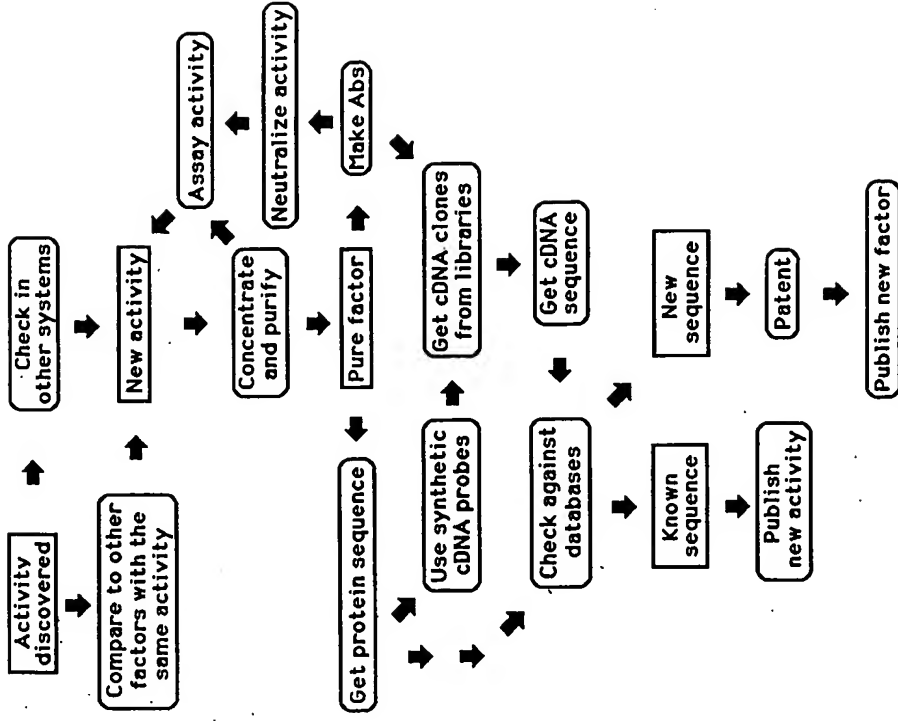 Activity
discovered
Check in
other systems
Compare to other
factors with the
same activity
New activity
Assay activity
Concentrate
and purify
Neutralize activity
Pure factor
Make Abs
Get protein sequence
Use synthetic
cDNA probes
Get cDNA clones
from libraries
Check against
databases
Get cDNA
sequence
Known
sequence
New
sequence
Publish
new activity
Patent
Publish new factor